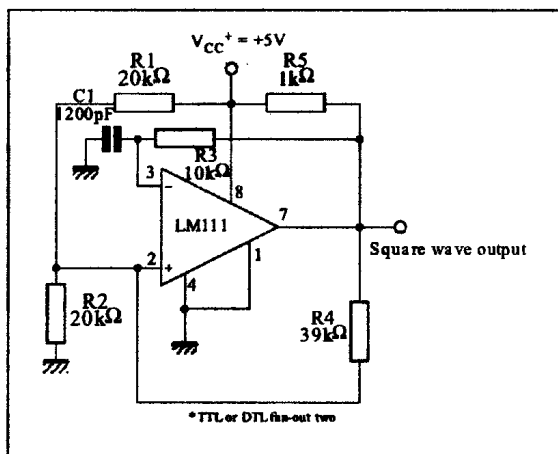 V_CC^+ = +5V
R1
20kΩ
R5
1kΩ
C1
1200pF
R3
10kΩ
3
-
8
LM111
7
Square wave output
2
+
1
4
R2
20kΩ
R4
39kΩ
*TTL or DTL fan-out two